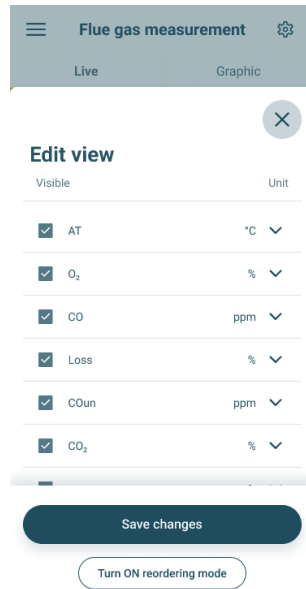 Flue gas measurement
Live Graphic
Edit view
Visible Unit
AT °C
O₂ %
CO ppm
Loss %
COun ppm
CO₂ %
Save changes
Turn ON reordering mode